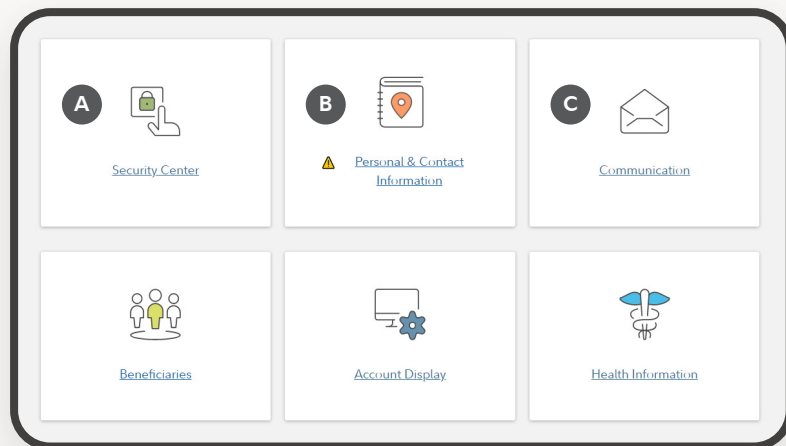 A
B
C
Security Center
Personal & Contact
Information
Communication
Beneficiaries
Account Display
Health Information